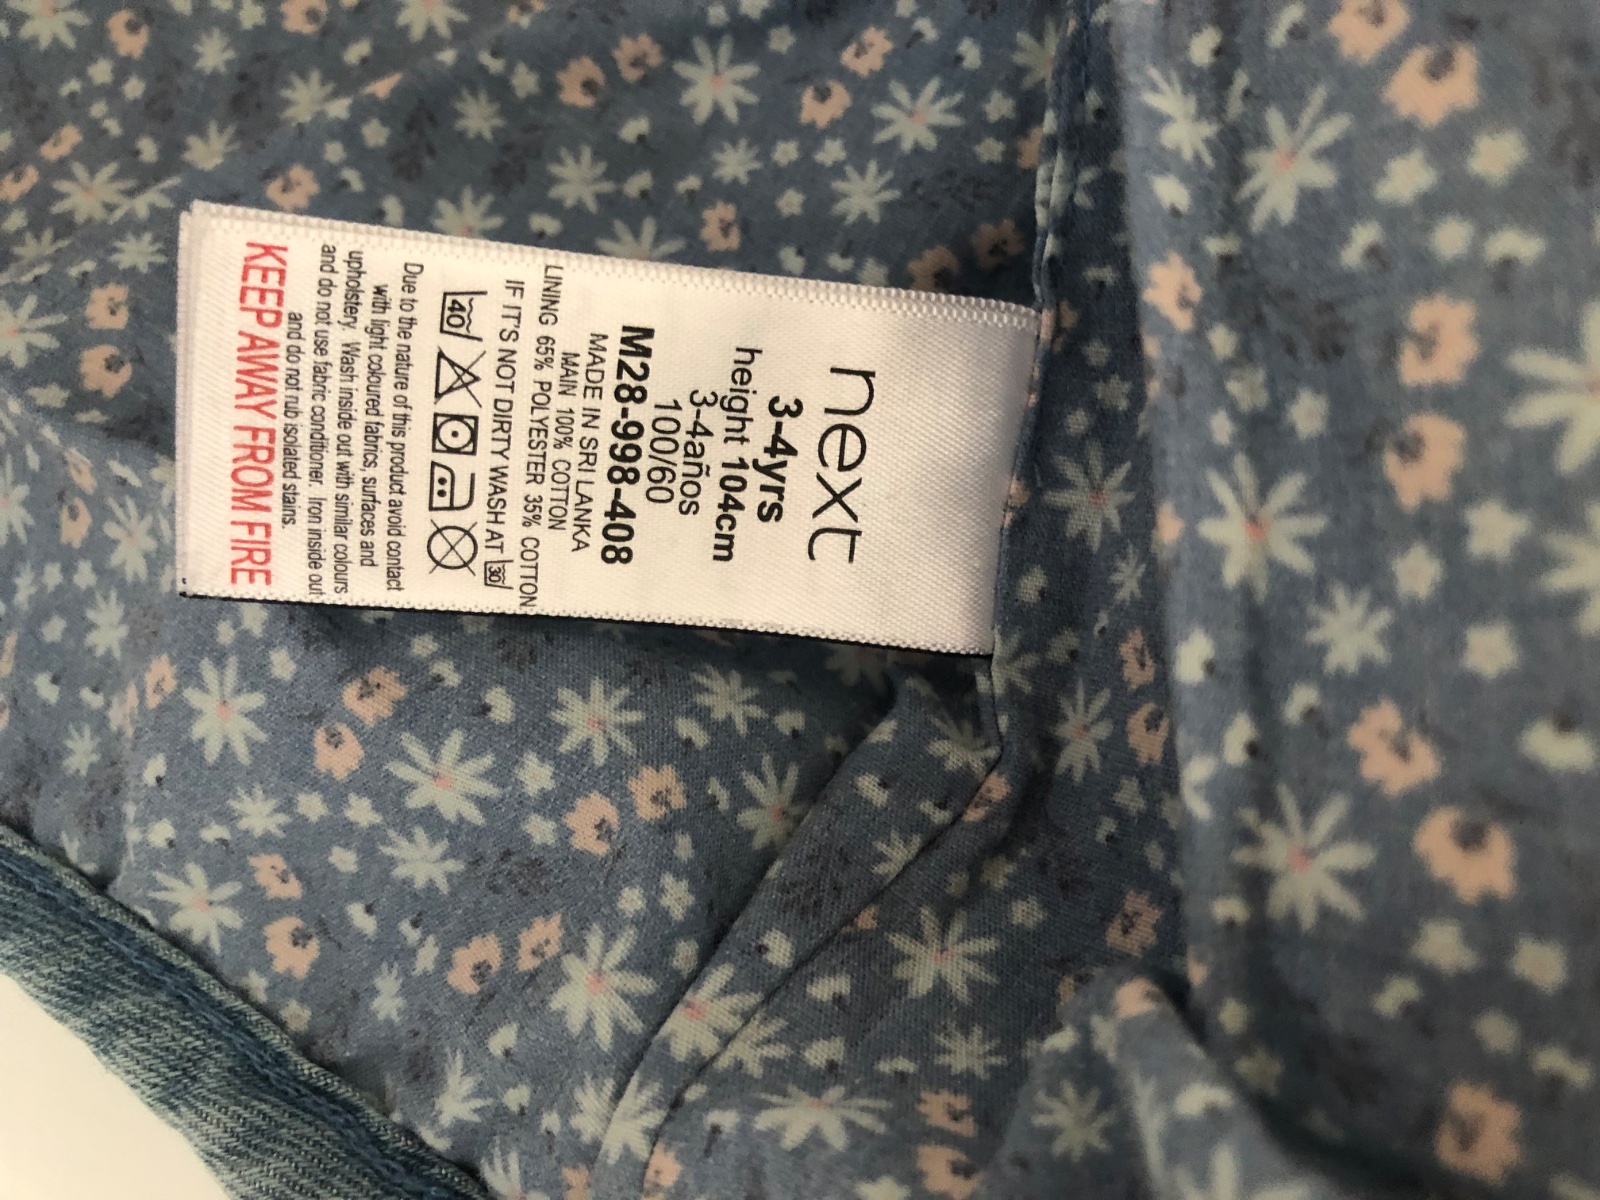 next
3-4yrs
height 104cm
3-4años
100/60
M28-998-408
MADE IN SRI LANKA
MAIN 100% COTTON
LINING 65% POLYESTER 35% COTTON
IF IT'S NOT DIRTY WASH AT 30
40
Due to the nature of this product avoid contact
with light coloured fabrics, surfaces and
upholstery. Wash inside out with similar colours
and do not use fabric conditioner. Iron inside out
and do not rub isolated stains.
KEEP AWAY FROM FIRE